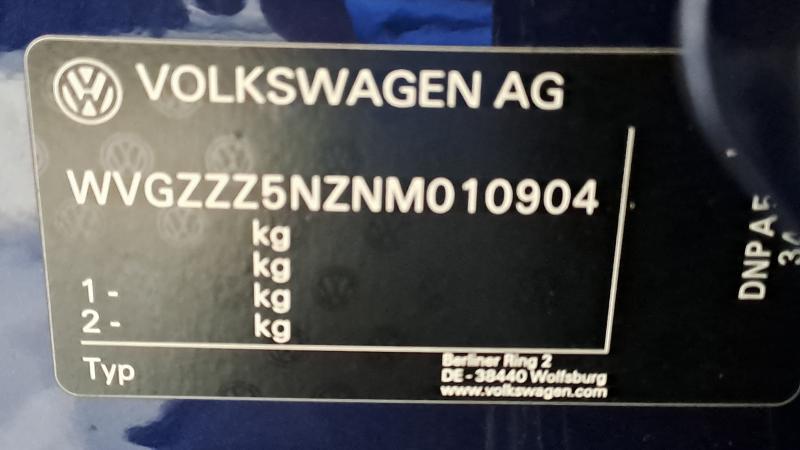 VOLKSWAGEN AG
WVGZZZ5NZNM010904
kg
kg
1 - kg
2 - kg
Typ
Berliner Ring 2
DE - 38440 Wolfsburg
www.volkswagen.com